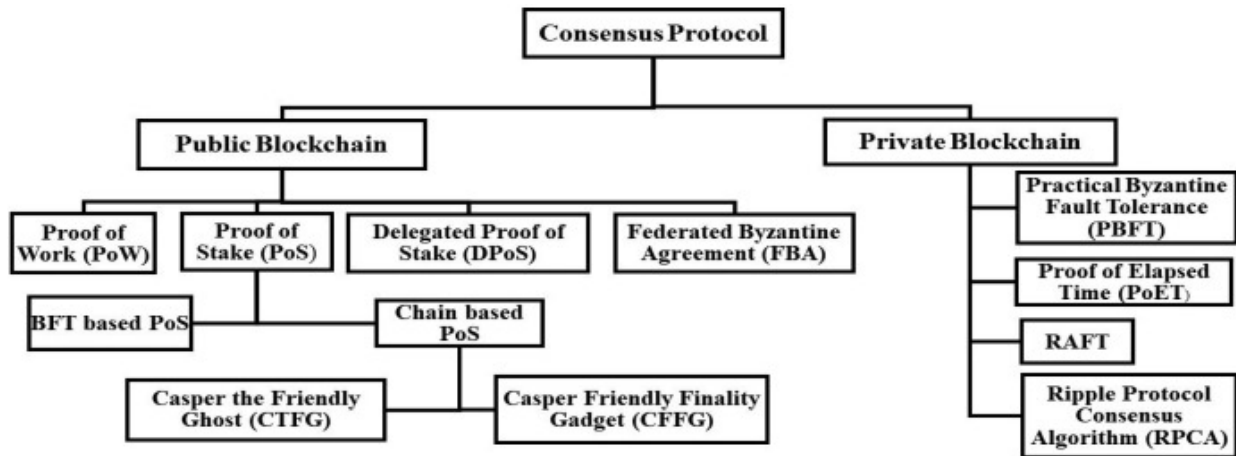 Consensus Protocol
Public Blockchain
Private Blockchain
Proof of
Work (PoW)
Proof of
Stake (PoS)
Delegated Proof of
Stake (DPoS)
Federated Byzantine
Agreement (FBA)
BFT based PoS
Chain based
PoS
Casper the Friendly
Ghost (CTFG)
Casper Friendly Finality
Gadget (CFFG)
Practical Byzantine
Fault Tolerance
(PBFT)
Proof of Elapsed
Time (PoET)
RAFT
Ripple Protocol
Consensus
Algorithm (RPCA)